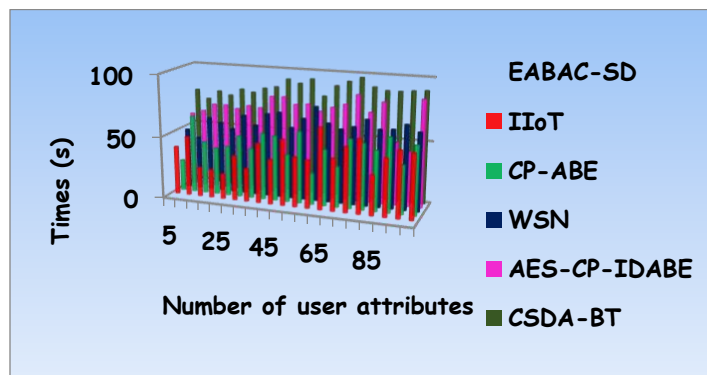 100
50
0
Times (s)
5
25
45
65
85
Number of user attributes
EABAC-SD
IIoT
CP-ABE
WSN
AES-CP-IDABE
CSDA-BT